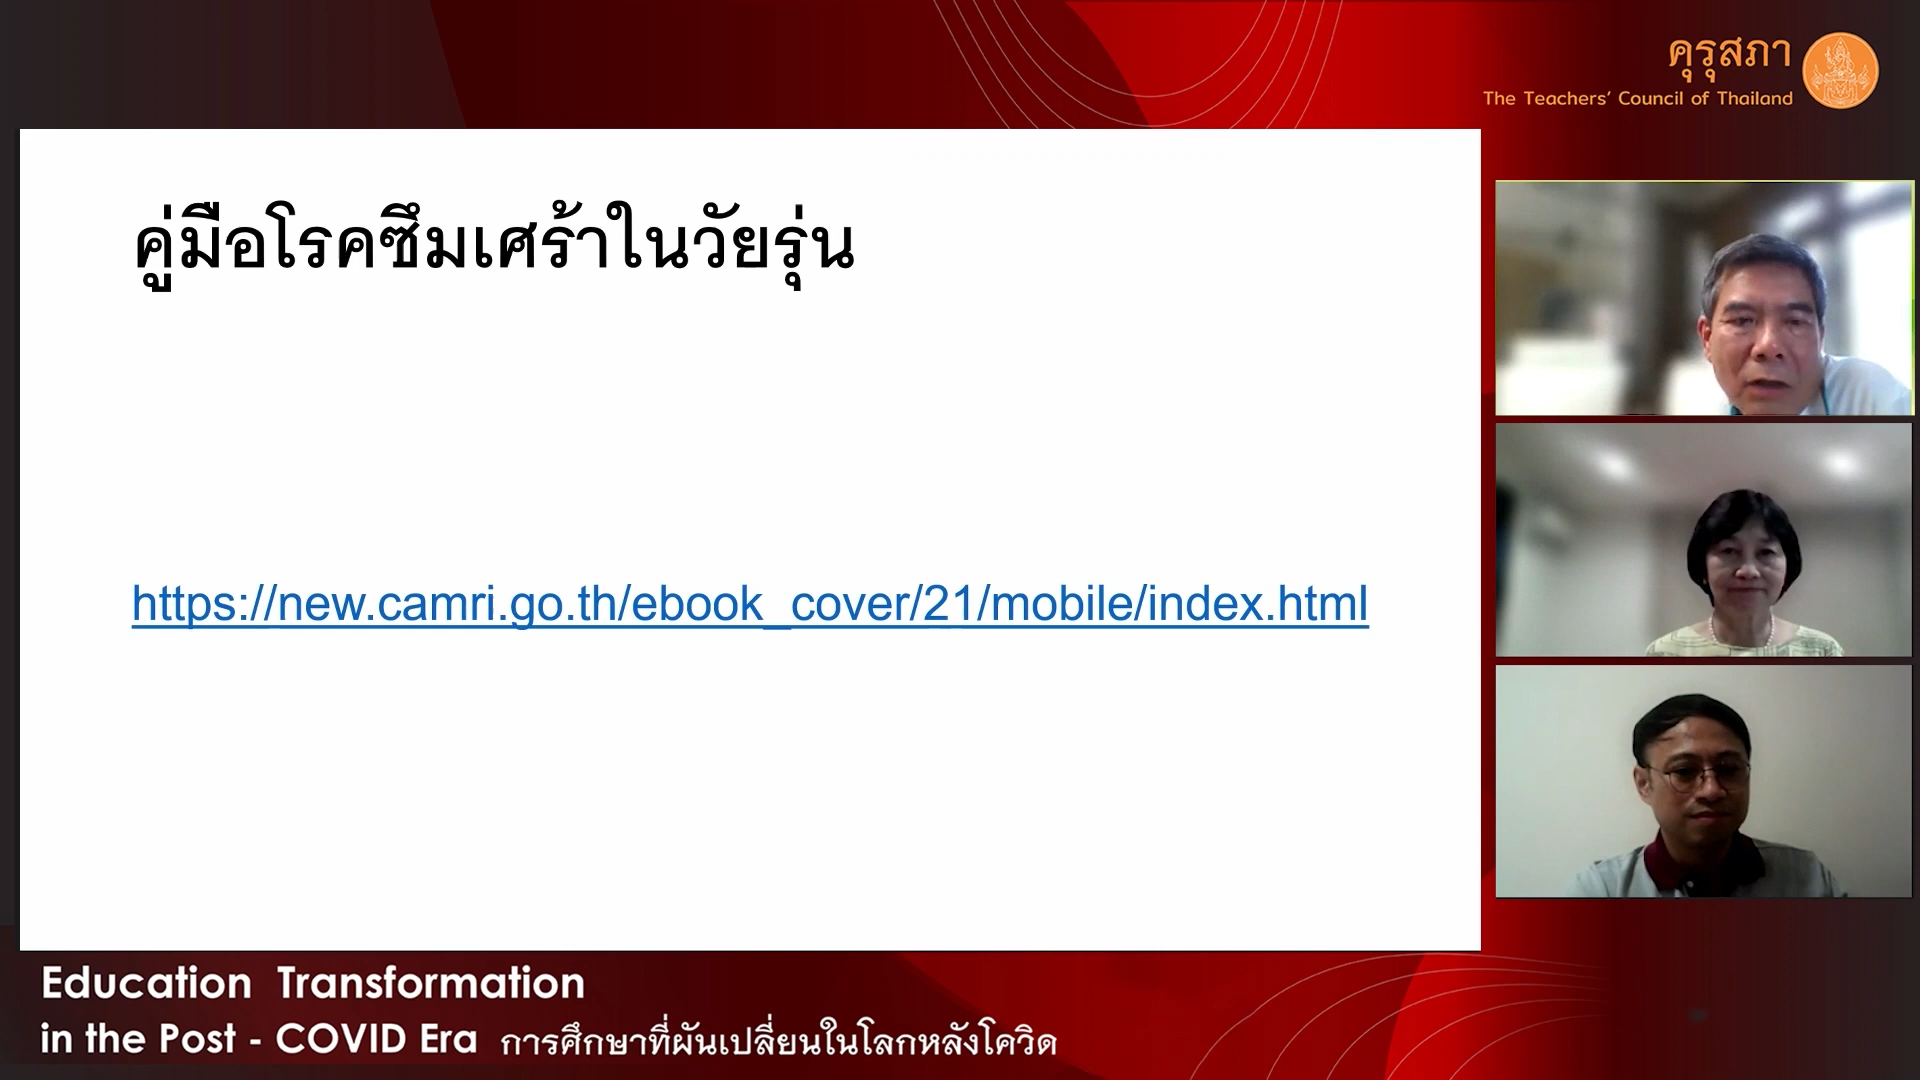 คุรุสภา
The Teachers' Council of Thailand
คู่มือโรคซึมเศร้าในวัยรุ่น
https://new.camri.go.th/ebook_cover/21/mobile/index.html
Education Transformation
in the Post - COVID Era การศึกษาที่ผันเปลี่ยนในโลกหลังโควิด